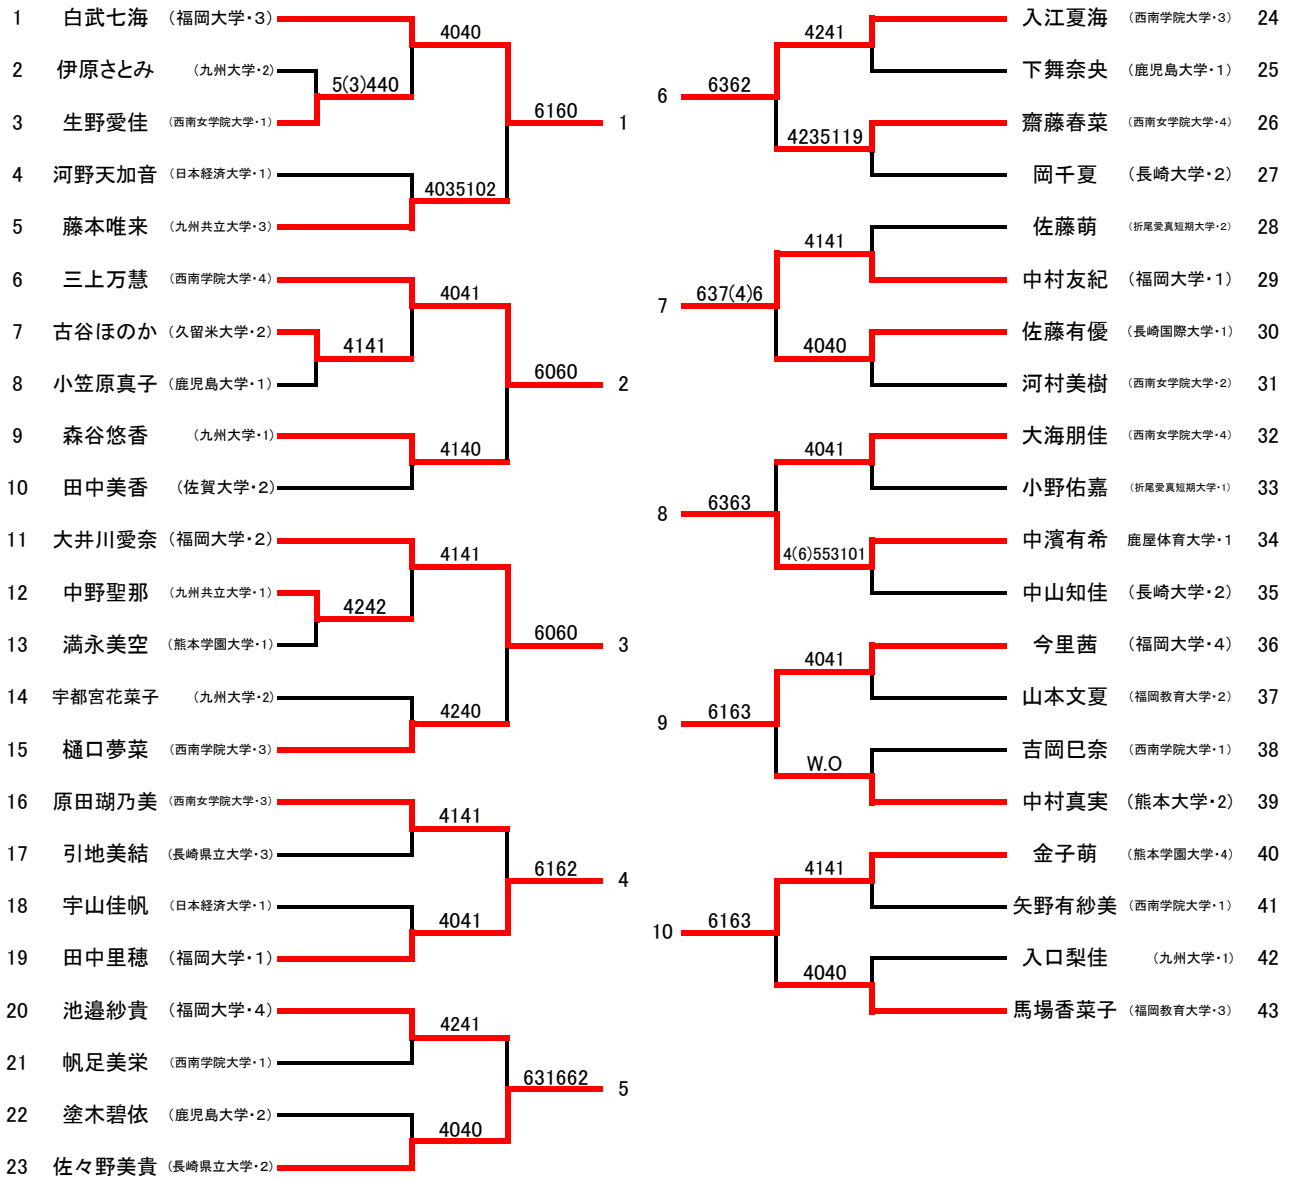 1 白武七海 (福岡大学・3)
4040
2 伊原さとみ (九州大学・2)
5(3)440
3 生野愛佳 (西南女学院大学・1)
6160
1
4 河野天加音 (日本経済大学・1)
4035102
5 藤本唯来 (九州共立大学・3)
6 三上万慧 (西南学院大学・4)
4041
7 古谷ほのか (久留米大学・2)
4141
8 小笠原真子 (鹿児島大学・1)
6060
2
9 森谷悠香 (九州大学・1)
4140
10 田中美香 (佐賀大学・2)
11 大井川愛奈 (福岡大学・2)
4141
12 中野聖那 (九州共立大学・1)
4242
13 満永美空 (熊本学園大学・1)
6060
3
14 宇都宮花菜子 (九州大学・2)
4240
15 樋口夢菜 (西南学院大学・3)
16 原田瑚乃美 (西南女学院大学・3)
4141
17 引地美結 (長崎県立大学・3)
6162
4
18 宇山佳帆 (日本経済大学・1)
4041
19 田中里穂 (福岡大学・1)
20 池邉紗貴 (福岡大学・4)
4241
21 帆足美栄 (西南学院大学・1)
631662
5
22 塗木碧依 (鹿児島大学・2)
4040
23 佐々野美貴 (長崎県立大学・2)
入江夏海 (西南学院大学・3) 24
4241
下舞奈央 (鹿児島大学・1) 25
6
6362
齋藤春菜 (西南女学院大学・4) 26
4235119
岡千夏 (長崎大学・2) 27
佐藤萌 (折尾愛真短期大学・2) 28
4141
中村友紀 (福岡大学・1) 29
7
637(4)6
佐藤有優 (長崎国際大学・1) 30
4040
河村美樹 (西南女学院大学・2) 31
大海朋佳 (西南女学院大学・4) 32
4041
小野佑嘉 (折尾愛真短期大学・1) 33
8
6363
中濱有希 鹿屋体育大学・1 34
4(6)553101
中山知佳 (長崎大学・2) 35
今里茜 (福岡大学・4) 36
4041
山本文夏 (福岡教育大学・2) 37
9
6163
吉岡巳奈 (西南学院大学・1) 38
W.O
中村真実 (熊本大学・2) 39
金子萌 (熊本学園大学・4) 40
4141
矢野有紗美 (西南学院大学・1) 41
10
6163
入口梨佳 (九州大学・1) 42
4040
馬場香菜子 (福岡教育大学・3) 43